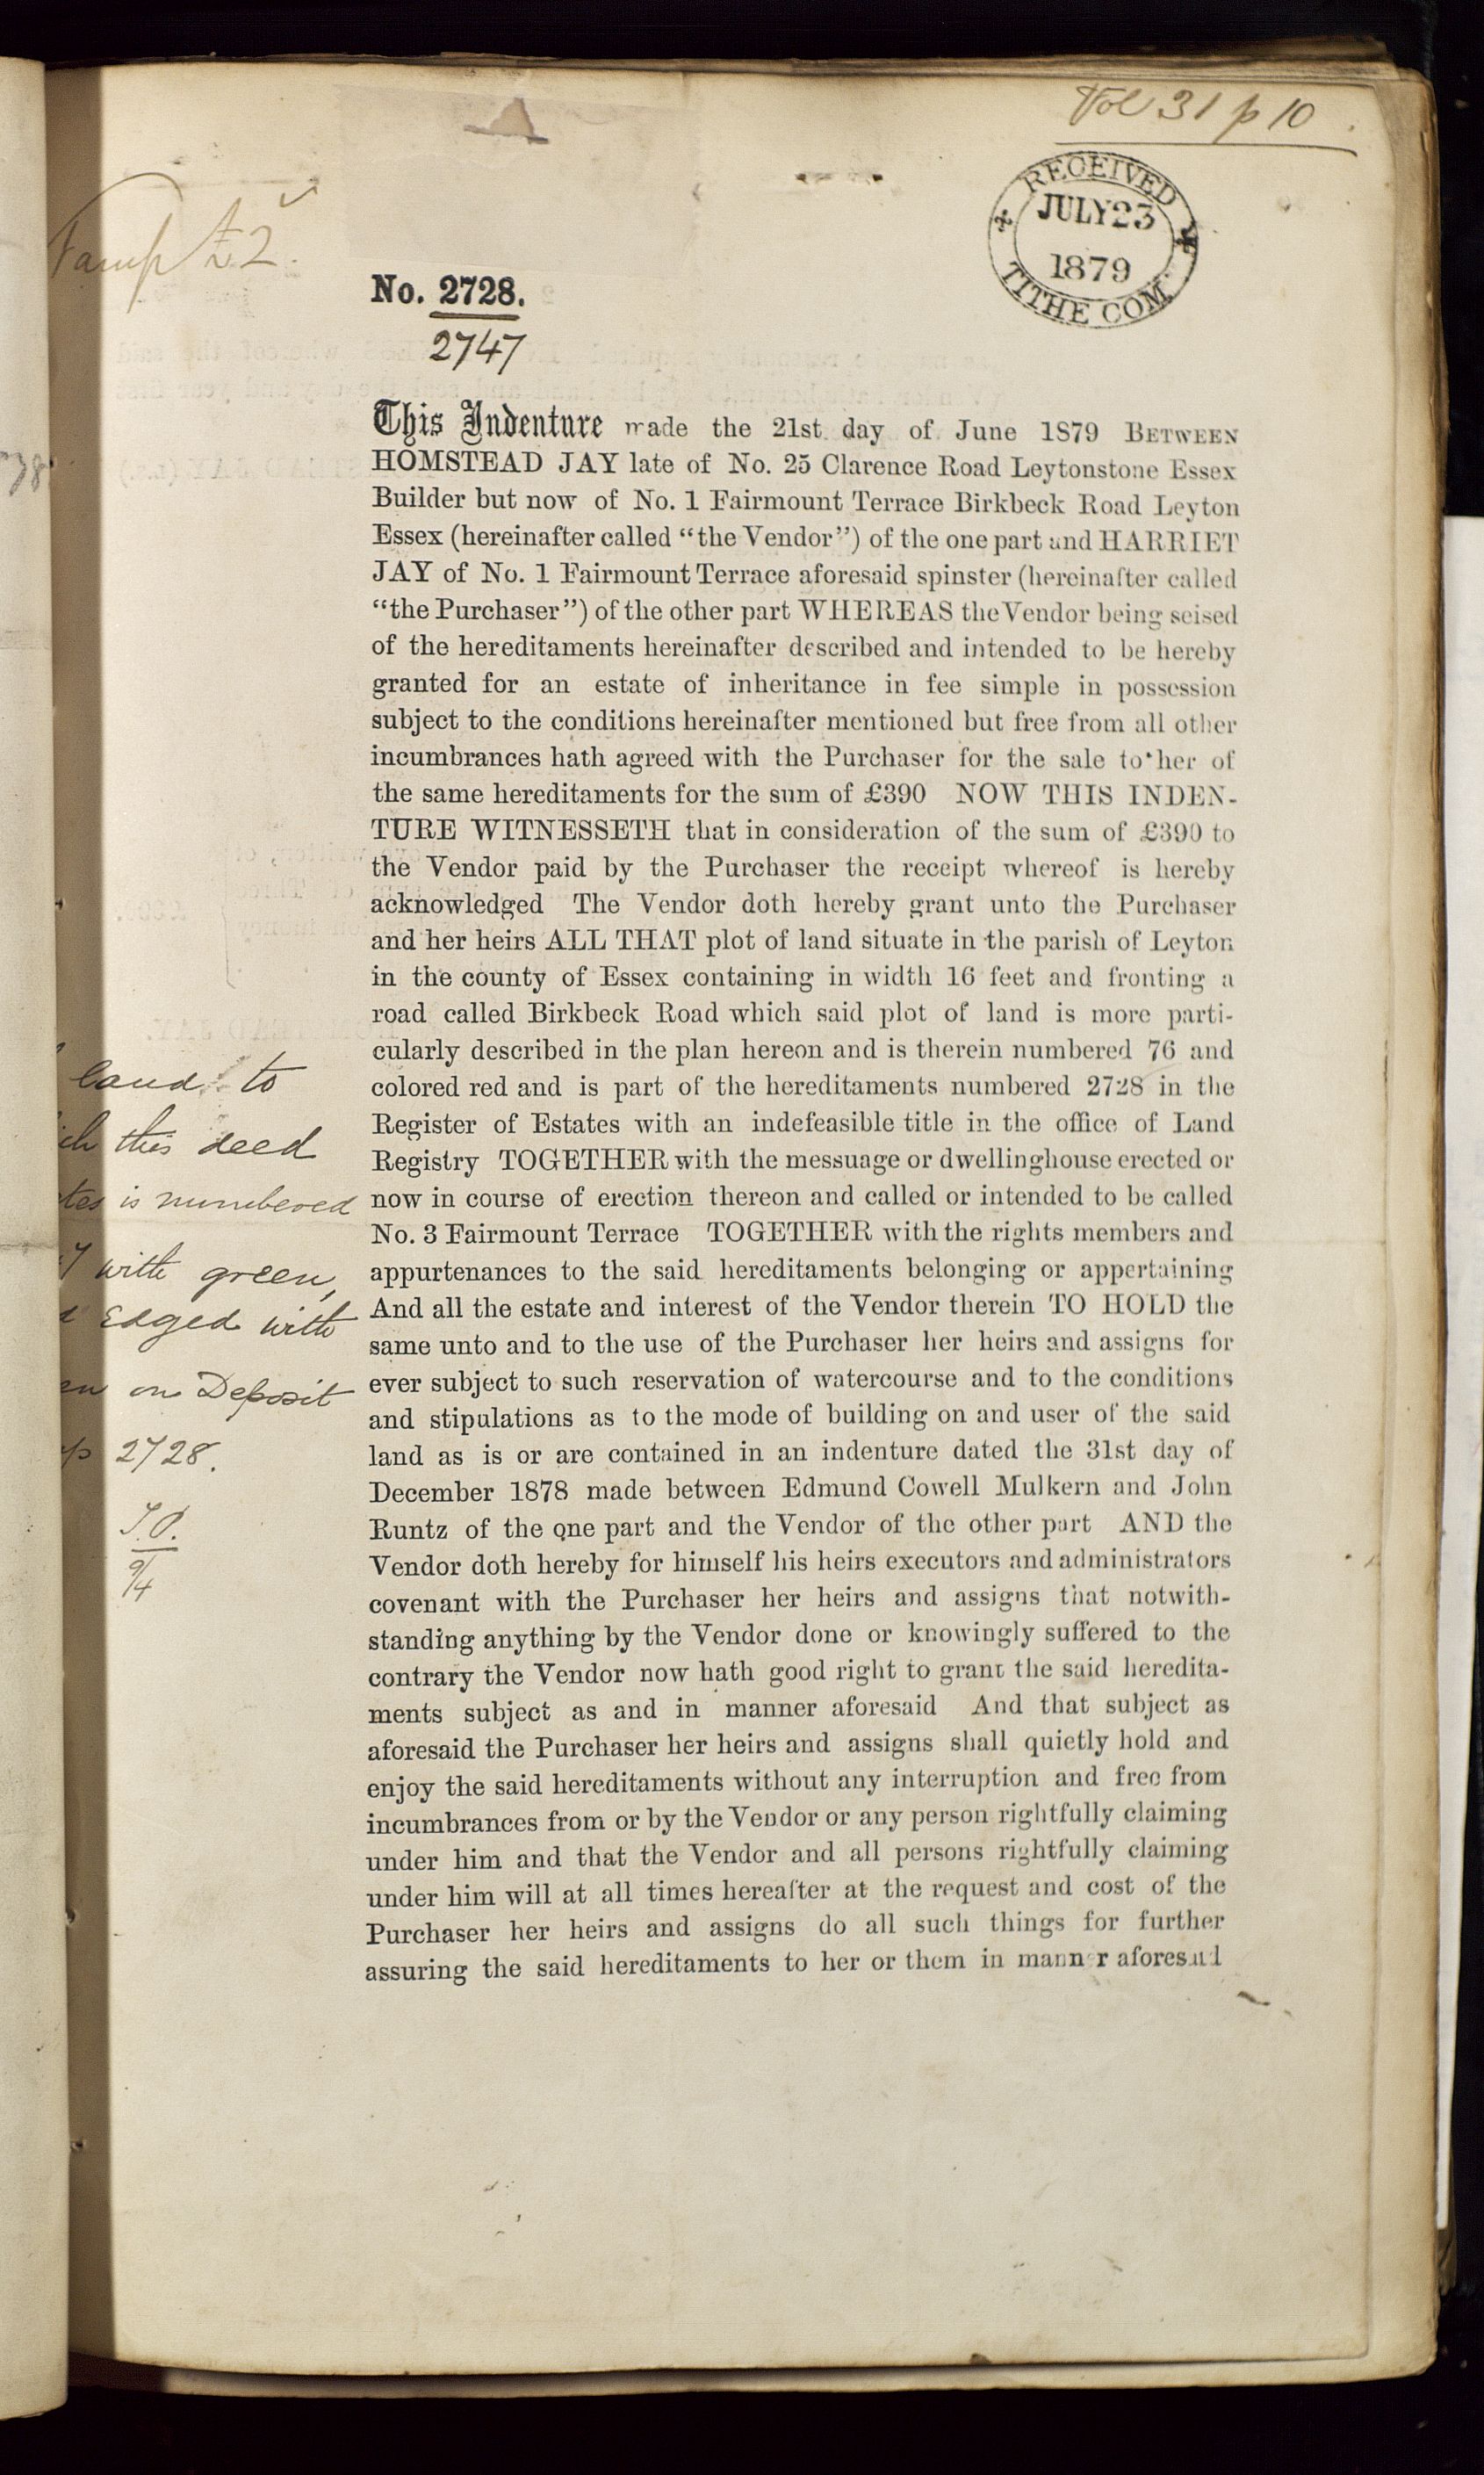 Vol 31 p 10
RECEIVED
JULY 23
1879
TITHE COM.
Stamp £2.
No. 2728.
2747
This Indenture made the 21st day of June 1879 BETWEEN
HOMSTEAD JAY late of No. 25 Clarence Road Leytonstone Essex
Builder but now of No. 1 Fairmount Terrace Birkbeck Road Leyton
Essex (hereinafter called "the Vendor") of the one part and HARRIET
JAY of No. 1 Fairmount Terrace aforesaid spinster (hereinafter called
"the Purchaser") of the other part WHEREAS the Vendor being seised
of the hereditaments hereinafter described and intended to be hereby
granted for an estate of inheritance in fee simple in possession
subject to the conditions hereinafter mentioned but free from all other
incumbrances hath agreed with the Purchaser for the sale to her of
the same hereditaments for the sum of £390 NOW THIS INDEN-
TURE WITNESSETH that in consideration of the sum of £390 to
the Vendor paid by the Purchaser the receipt whereof is hereby
acknowledged The Vendor doth hereby grant unto the Purchaser
and her heirs ALL THAT plot of land situate in the parish of Leyton
in the county of Essex containing in width 16 feet and fronting a
road called Birkbeck Road which said plot of land is more parti-
cularly described in the plan hereon and is therein numbered 76 and
colored red and is part of the hereditaments numbered 2728 in the
Register of Estates with an indefeasible title in the office of Land
Registry TOGETHER with the messuage or dwellinghouse erected or
now in course of erection thereon and called or intended to be called
No. 3 Fairmount Terrace TOGETHER with the rights members and
appurtenances to the said hereditaments belonging or appertaining
And all the estate and interest of the Vendor therein TO HOLD the
same unto and to the use of the Purchaser her heirs and assigns for
ever subject to such reservation of watercourse and to the conditions
and stipulations as to the mode of building on and user of the said
land as is or are contained in an indenture dated the 31st day of
December 1878 made between Edmund Cowell Mulkern and John
Runtz of the one part and the Vendor of the other part AND the
Vendor doth hereby for himself his heirs executors and administrators
covenant with the Purchaser her heirs and assigns that notwith-
standing anything by the Vendor done or knowingly suffered to the
contrary the Vendor now hath good right to grant the said heredita-
ments subject as and in manner aforesaid And that subject as
aforesaid the Purchaser her heirs and assigns shall quietly hold and
enjoy the said hereditaments without any interruption and free from
incumbrances from or by the Vendor or any person rightfully claiming
under him and that the Vendor and all persons rightfully claiming
under him will at all times hereafter at the request and cost of the
Purchaser her heirs and assigns do all such things for further
assuring the said hereditaments to her or them in manner aforesaid
land to
this deed
is numbered
with green,
Edged with
on Deposit
2728.